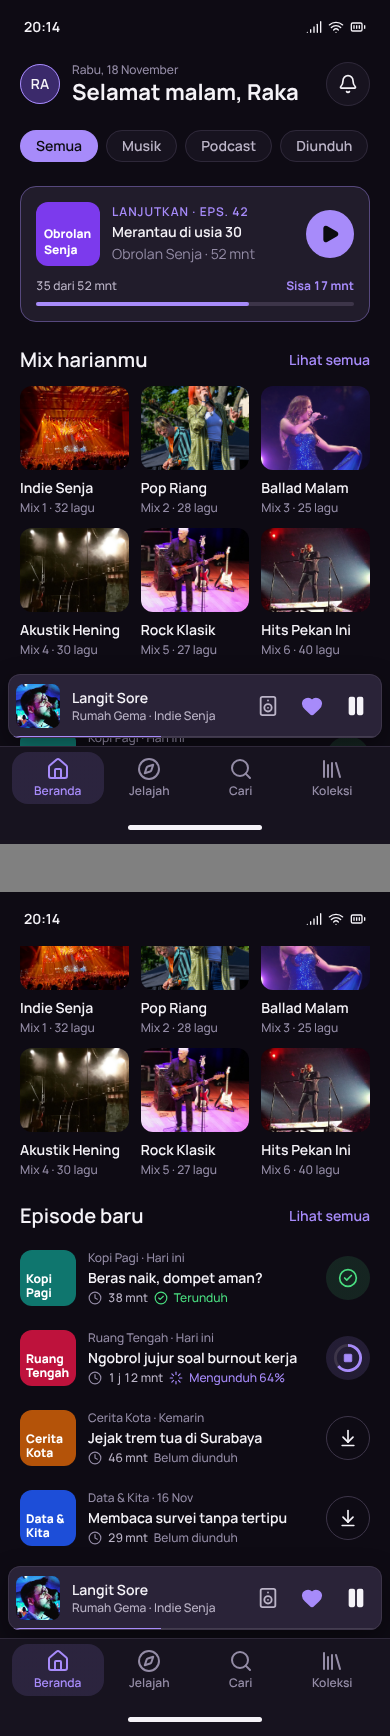 20:14
RA
Rabu, 18 November
Selamat malam, Raka
Semua
Musik
Podcast
Diunduh
Obrolan
Senja
LANJUTKAN · EPS. 42
Merantau di usia 30
Obrolan Senja · 52 mnt
35 dari 52 mnt
Sisa 17 mnt
Mix harianmu
Lihat semua
Indie Senja
Mix 1 · 32 lagu
Pop Riang
Mix 2 · 28 lagu
Ballad Malam
Mix 3 · 25 lagu
Akustik Hening
Mix 4 · 30 lagu
Rock Klasik
Mix 5 · 27 lagu
Hits Pekan Ini
Mix 6 · 40 lagu
Langit Sore
Rumah Gema · Indie Senja
Kopi Pagi · Hari ini
Beranda
Jelajah
Cari
Koleksi
20:14
Indie Senja
Mix 1 · 32 lagu
Pop Riang
Mix 2 · 28 lagu
Ballad Malam
Mix 3 · 25 lagu
Akustik Hening
Mix 4 · 30 lagu
Rock Klasik
Mix 5 · 27 lagu
Hits Pekan Ini
Mix 6 · 40 lagu
Episode baru
Lihat semua
Kopi
Pagi
Kopi Pagi · Hari ini
Beras naik, dompet aman?
38 mnt
Terunduh
Ruang
Tengah
Ruang Tengah · Hari ini
Ngobrol jujur soal burnout kerja
1 j 12 mnt
Mengunduh 64%
Cerita
Kota
Cerita Kota · Kemarin
Jejak trem tua di Surabaya
46 mnt
Belum diunduh
Data &
Kita
Data & Kita · 16 Nov
Membaca survei tanpa tertipu
29 mnt
Belum diunduh
Langit Sore
Rumah Gema · Indie Senja
Beranda
Jelajah
Cari
Koleksi